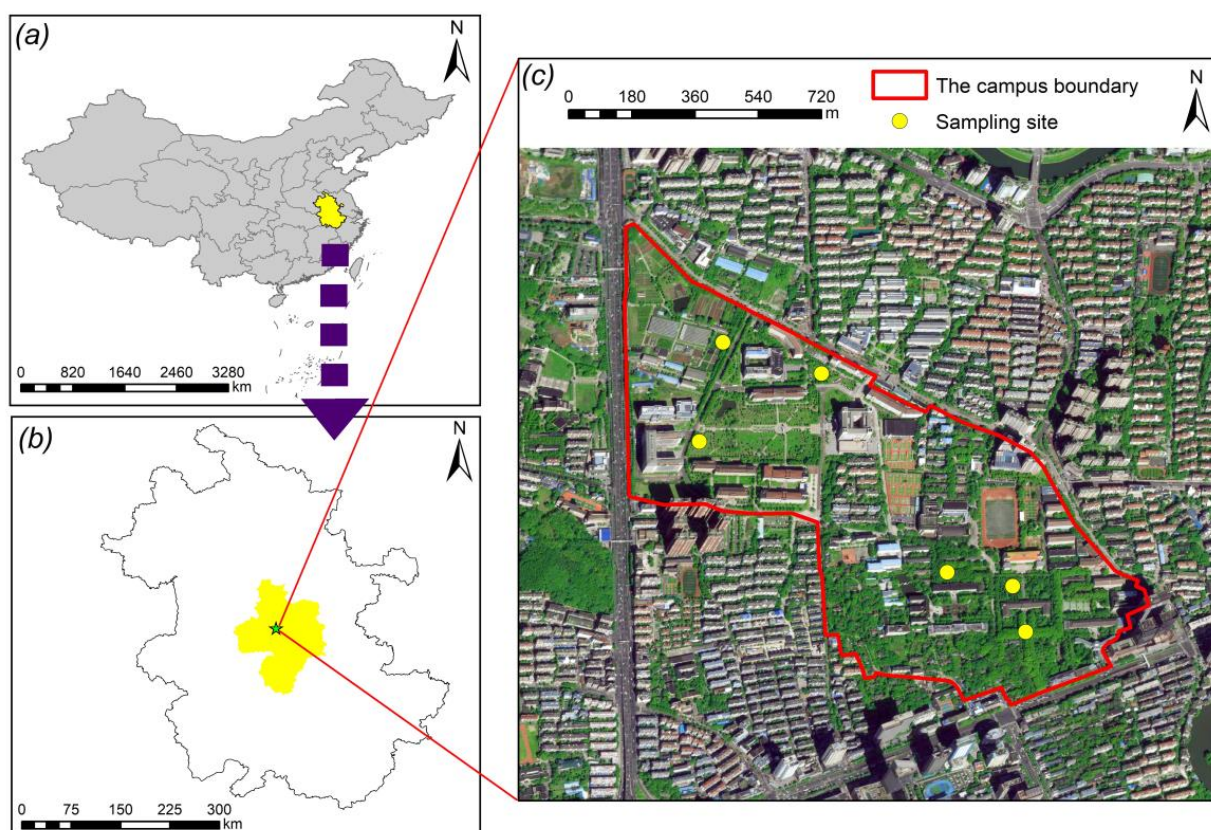 (a)
N
0 820 1640 2460 3280
km
(b)
N
0 75 150 225 300
km
(c)
0 180 360 540 720
m
The campus boundary
Sampling site
N